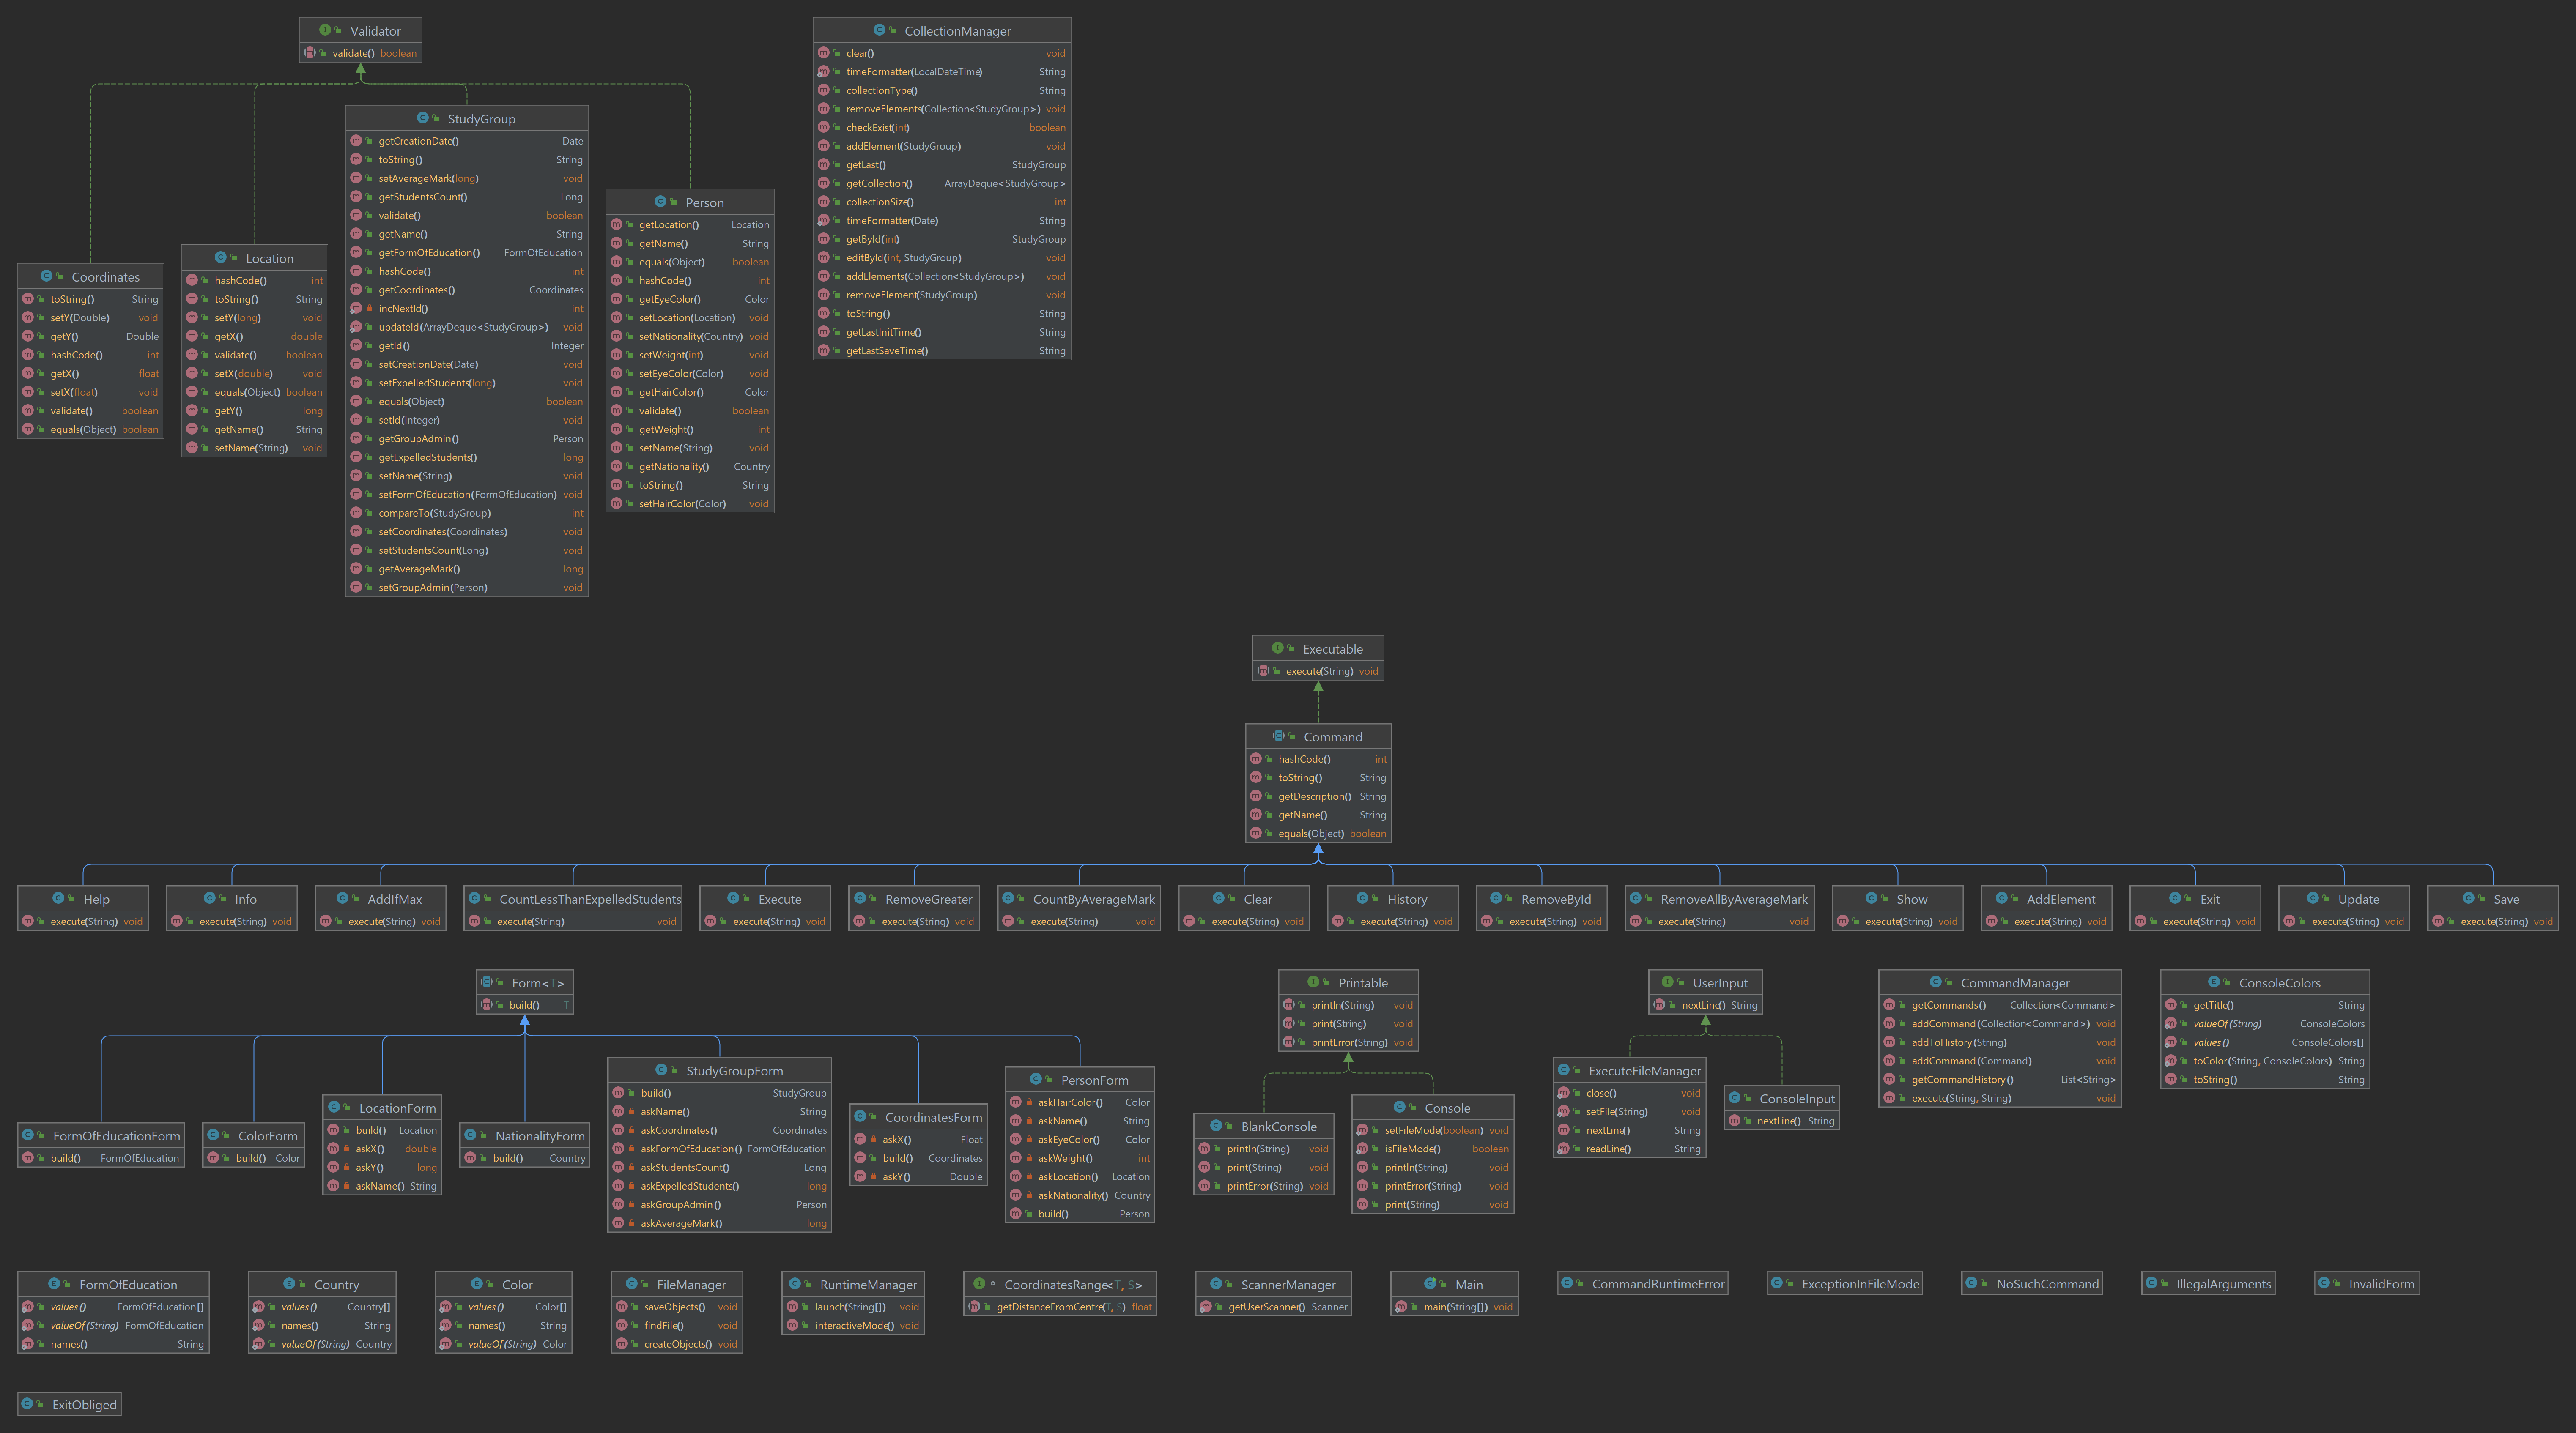 Validator
validate() boolean
CollectionManager
clear() void
timeFormatter(LocalDateTime) String
collectionType() String
removeElements(Collection<StudyGroup>) void
checkExist(int) boolean
addElement(StudyGroup) void
getLast() StudyGroup
getCollection() ArrayDeque<StudyGroup>
collectionSize() int
timeFormatter(Date) String
getById(int) StudyGroup
editById(int, StudyGroup) void
addElements(Collection<StudyGroup>) void
removeElement(StudyGroup) void
toString() String
getLastInitTime() String
getLastSaveTime() String
StudyGroup
getCreationDate() Date
toString() String
setAverageMark(long) void
getStudentsCount() Long
validate() boolean
getName() String
getFormOfEducation() FormOfEducation
hashCode() int
getCoordinates() Coordinates
incNextId() int
updateId(ArrayDeque<StudyGroup>) void
getId() Integer
setCreationDate(Date) void
setExpelledStudents(long) void
equals(Object) boolean
setId(Integer) void
getGroupAdmin() Person
getExpelledStudents() long
setName(String) void
setFormOfEducation(FormOfEducation) void
compareTo(StudyGroup) int
setCoordinates(Coordinates) void
setStudentsCount(Long) void
getAverageMark() long
setGroupAdmin(Person) void
Person
getLocation() Location
getName() String
equals(Object) boolean
hashCode() int
getEyeColor() Color
setLocation(Location) void
setNationality(Country) void
setWeight(int) void
setEyeColor(Color) void
getHairColor() Color
validate() boolean
getWeight() int
setName(String) void
getNationality() Country
toString() String
setHairColor(Color) void
Location
hashCode() int
toString() String
setY(long) void
getX() double
validate() boolean
setX(double) void
equals(Object) boolean
getY() long
getName() String
setName(String) void
Coordinates
toString() String
setY(Double) void
getY() Double
hashCode() int
getX() float
setX(float) void
validate() boolean
equals(Object) boolean
Executable
execute(String) void
Command
hashCode() int
toString() String
getDescription() String
getName() String
equals(Object) boolean
Help
execute(String) void
Info
execute(String) void
AddIfMax
execute(String) void
CountLessThanExpelledStudents
execute(String) void
Execute
execute(String) void
RemoveGreater
execute(String) void
CountByAverageMark
execute(String) void
Clear
execute(String) void
History
execute(String) void
RemoveById
execute(String) void
RemoveAllByAverageMark
execute(String) void
Show
execute(String) void
AddElement
execute(String) void
Exit
execute(String) void
Update
execute(String) void
Save
execute(String) void
Form<T>
build() T
Printable
println(String) void
print(String) void
printError(String) void
UserInput
nextLine() String
CommandManager
getCommands() Collection<Command>
addCommand(Collection<Command>) void
addToHistory(String) void
addCommand(Command) void
getCommandHistory() List<String>
execute(String, String) void
ConsoleColors
getTitle() String
valueOf(String) ConsoleColors
values() ConsoleColors[]
toColor(String, ConsoleColors) String
toString() String
FormOfEducationForm
build() FormOfEducation
ColorForm
build() Color
LocationForm
build() Location
askX() double
askY() long
askName() String
NationalityForm
build() Country
StudyGroupForm
build() StudyGroup
askName() String
askCoordinates() Coordinates
askFormOfEducation() FormOfEducation
askStudentsCount() Long
askExpelledStudents() long
askGroupAdmin() Person
askAverageMark() long
CoordinatesForm
askX() Float
build() Coordinates
askY() Double
PersonForm
askHairColor() Color
askName() String
askEyeColor() Color
askWeight() int
askLocation() Location
askNationality() Country
build() Person
BlankConsole
println(String) void
print(String) void
printError(String) void
Console
setFileMode(boolean) void
isFileMode() boolean
println(String) void
printError(String) void
print(String) void
ExecuteFileManager
close() void
setFile(String) void
nextLine() String
readLine() String
ConsoleInput
nextLine() String
FormOfEducation
values() FormOfEducation[]
valueOf(String) FormOfEducation
names() String
Country
values() Country[]
names() String
valueOf(String) Country
Color
values() Color[]
names() String
valueOf(String) Color
FileManager
saveObjects() void
findFile() void
createObjects() void
RuntimeManager
launch(String[]) void
interactiveMode() void
CoordinatesRange<T, S>
getDistanceFromCentre(T, S) float
ScannerManager
getUserScanner() Scanner
Main
main(String[]) void
CommandRuntimeError
ExceptionInFileMode
NoSuchCommand
IllegalArguments
InvalidForm
ExitObliged